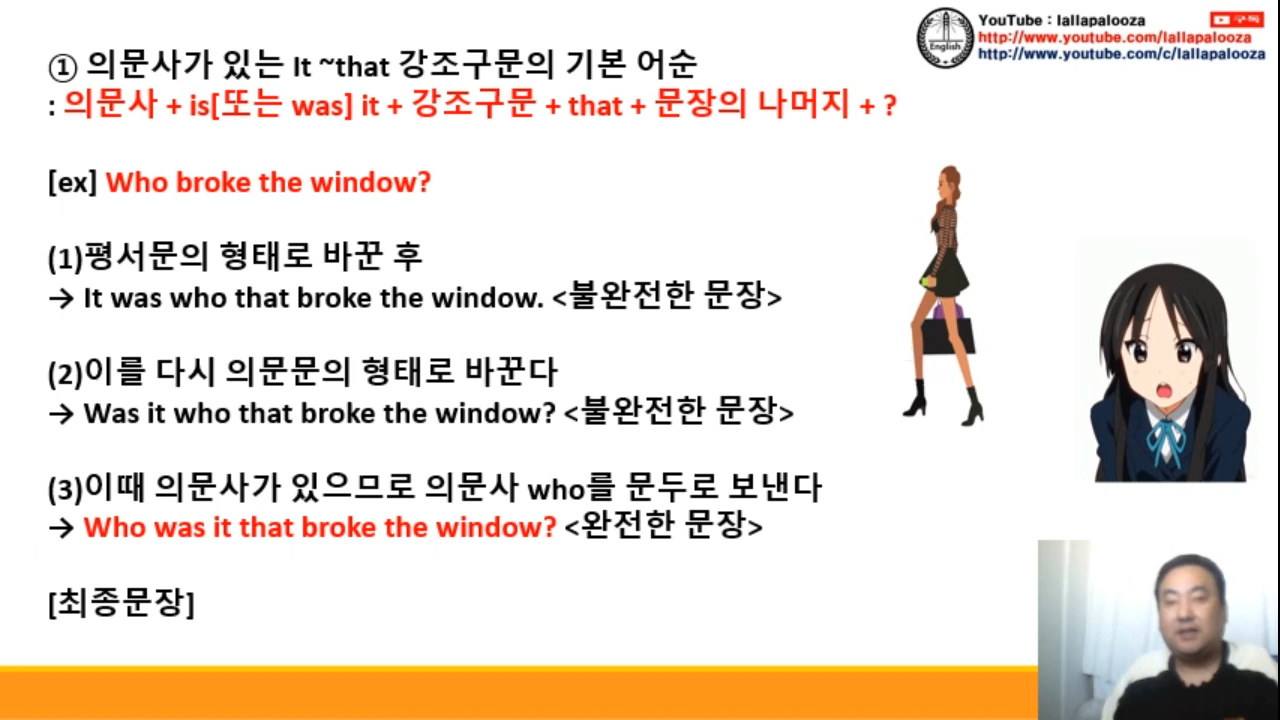 ① 의문사가 있는 It ~that 강조구문의 기본 어순
: 의문사 + is[또는 was] it + 강조구문 + that + 문장의 나머지 + ?
[ex] Who broke the window?
(1)평서문의 형태로 바꾼 후
→ It was who that broke the window. <불완전한 문장>
(2)이를 다시 의문문의 형태로 바꾼다
→ Was it who that broke the window? <불완전한 문장>
(3)이때 의문사가 있으므로 의문사 who를 문두로 보낸다
→ Who was it that broke the window? <완전한 문장>
[최종문장]
English
YouTube : lallapalooza
구독
http://www.youtube.com/lallapalooza
http://www.youtube.com/c/lallapalooza